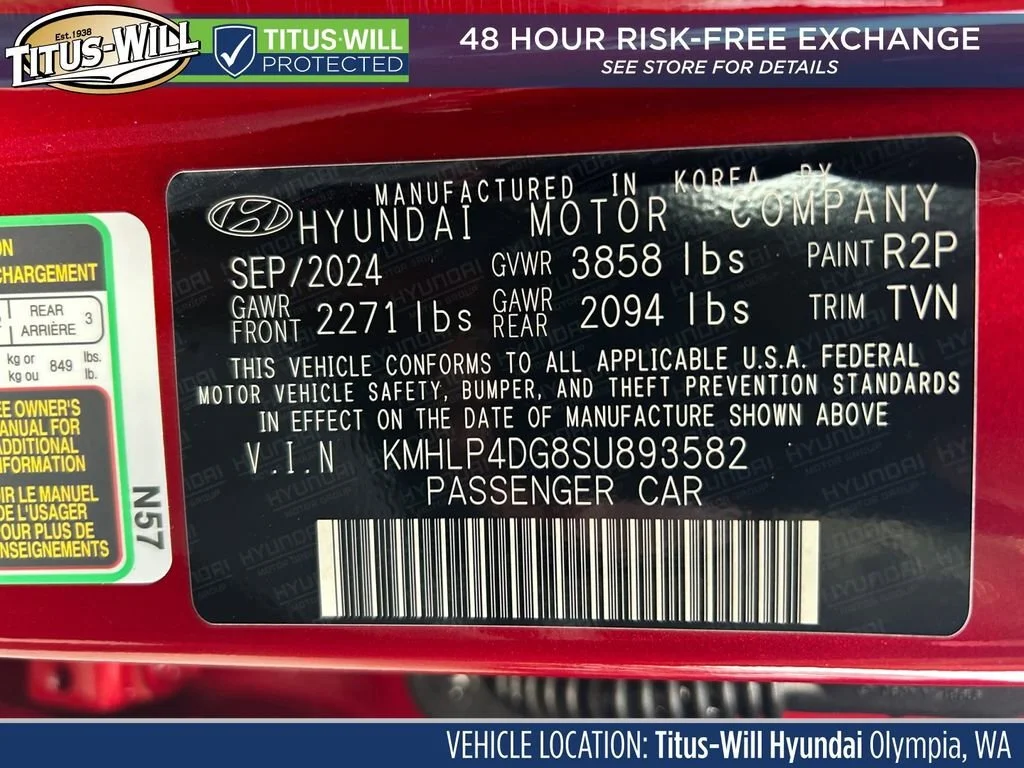 Est. 1938
TITUS-WILL
TITUS-WILL
PROTECTED
48 HOUR RISK-FREE EXCHANGE
SEE STORE FOR DETAILS
MANUFACTURED IN KOREA BY
HYUNDAI MOTOR COMPANY
SEP/2024 GVWR 3858 lbs PAINT R2P
GAWR FRONT 2271 lbs GAWR REAR 2094 lbs TRIM TVN
THIS VEHICLE CONFORMS TO ALL APPLICABLE U.S.A. FEDERAL
MOTOR VEHICLE SAFETY, BUMPER, AND THEFT PREVENTION STANDARDS
IN EFFECT ON THE DATE OF MANUFACTURE SHOWN ABOVE
V.I.N KMHLP4DG8SU893582
PASSENGER CAR
ON
CHARGEMENT
REAR
ARRIÈRE 3
kg or lbs.
kg ou 849 lb.
EE OWNER'S
MANUAL FOR
ADDITIONAL
NFORMATION
IR LE MANUEL
DE L'USAGER
POUR PLUS DE
NSEIGNEMENTS
N57
VEHICLE LOCATION: Titus-Will Hyundai Olympia, WA